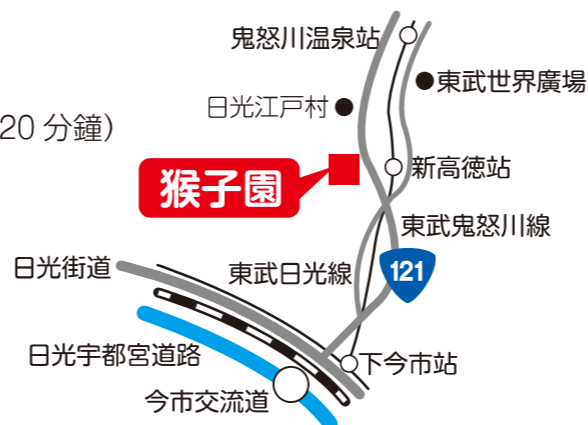 鬼怒川温泉站
東武世界廣場
日光江戸村
20 分鐘）
新高徳站
猴子園
東武鬼怒川線
日光街道
東武日光線
121
日光宇都宮道路
下今市站
今市交流道